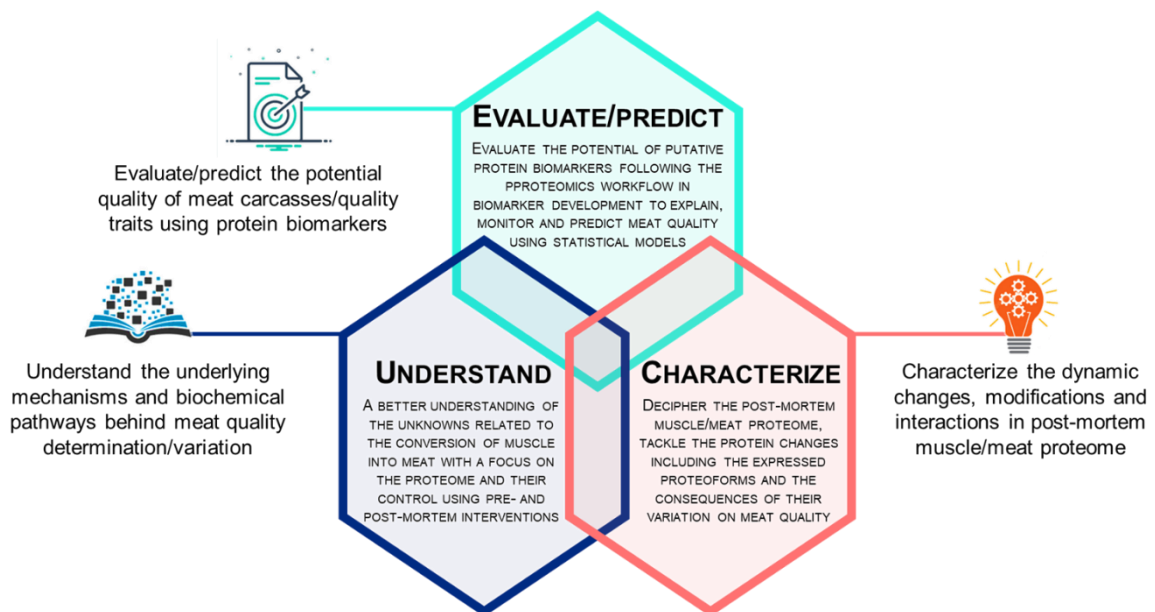 EVALUATE/PREDICT
EVALUATE THE POTENTIAL OF PUTATIVE
PROTEIN BIOMARKERS FOLLOWING THE
PPROTEOMICS WORKFLOW IN
BIOMARKER DEVELOPMENT TO EXPLAIN,
MONITOR AND PREDICT MEAT QUALITY
USING STATISTICAL MODELS
Evaluate/predict the potential
quality of meat carcasses/quality
traits using protein biomarkers
Understand the underlying
mechanisms and biochemical
pathways behind meat quality
determination/variation
UNDERSTAND
A BETTER UNDERSTANDING OF
THE UNKNOWNS RELATED TO
THE CONVERSION OF MUSCLE
INTO MEAT WITH A FOCUS ON
THE PROTEOME AND THEIR
CONTROL USING PRE- AND
POST-MORTEM INTERVENTIONS
CHARACTERIZE
DECIPHER THE POST-MORTEM
MUSCLE/MEAT PROTEOME,
TACKLE THE PROTEIN CHANGES
INCLUDING THE EXPRESSED
PROTEOFORMS AND THE
CONSEQUENCES OF THEIR
VARIATION ON MEAT QUALITY
Characterize the dynamic
changes, modifications and
interactions in post-mortem
muscle/meat proteome